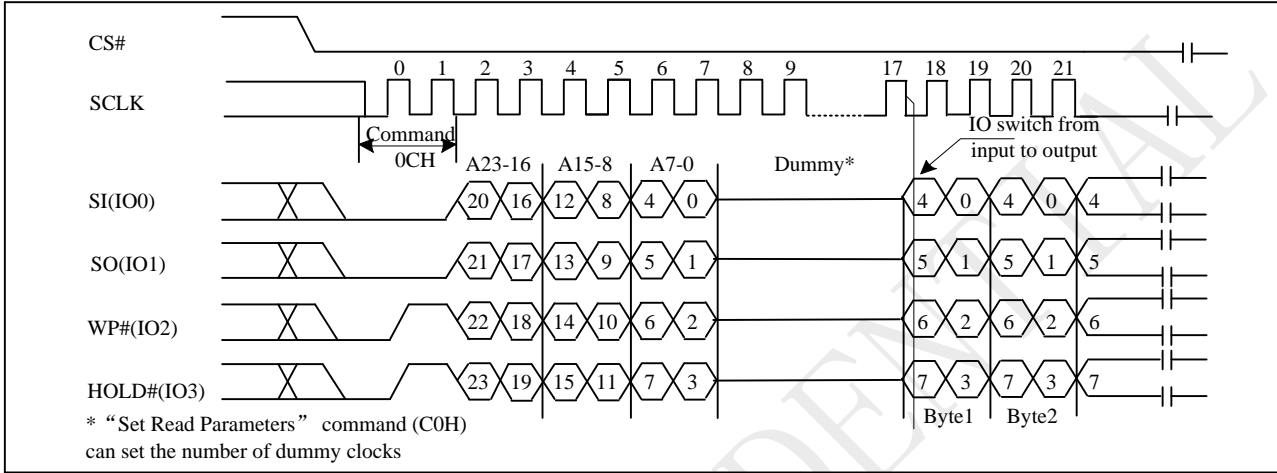 CS#
0 1 2 3 4 5 6 7 8 9 17 18 19 20 21
SCLK
Command
0CH
IO switch from
input to output
A23-16 A15-8 A7-0 Dummy*
SI(IO0) 20 16 12 8 4 0 4 0 4 0 4
SO(IO1) 21 17 13 9 5 1 5 1 5 1 5
WP#(IO2) 22 18 14 10 6 2 6 2 6 2 6
HOLD#(IO3) 23 19 15 11 7 3 7 3 7 3 7
Byte1 Byte2
* “Set Read Parameters” command (C0H)
can set the number of dummy clocks
DENTIAL